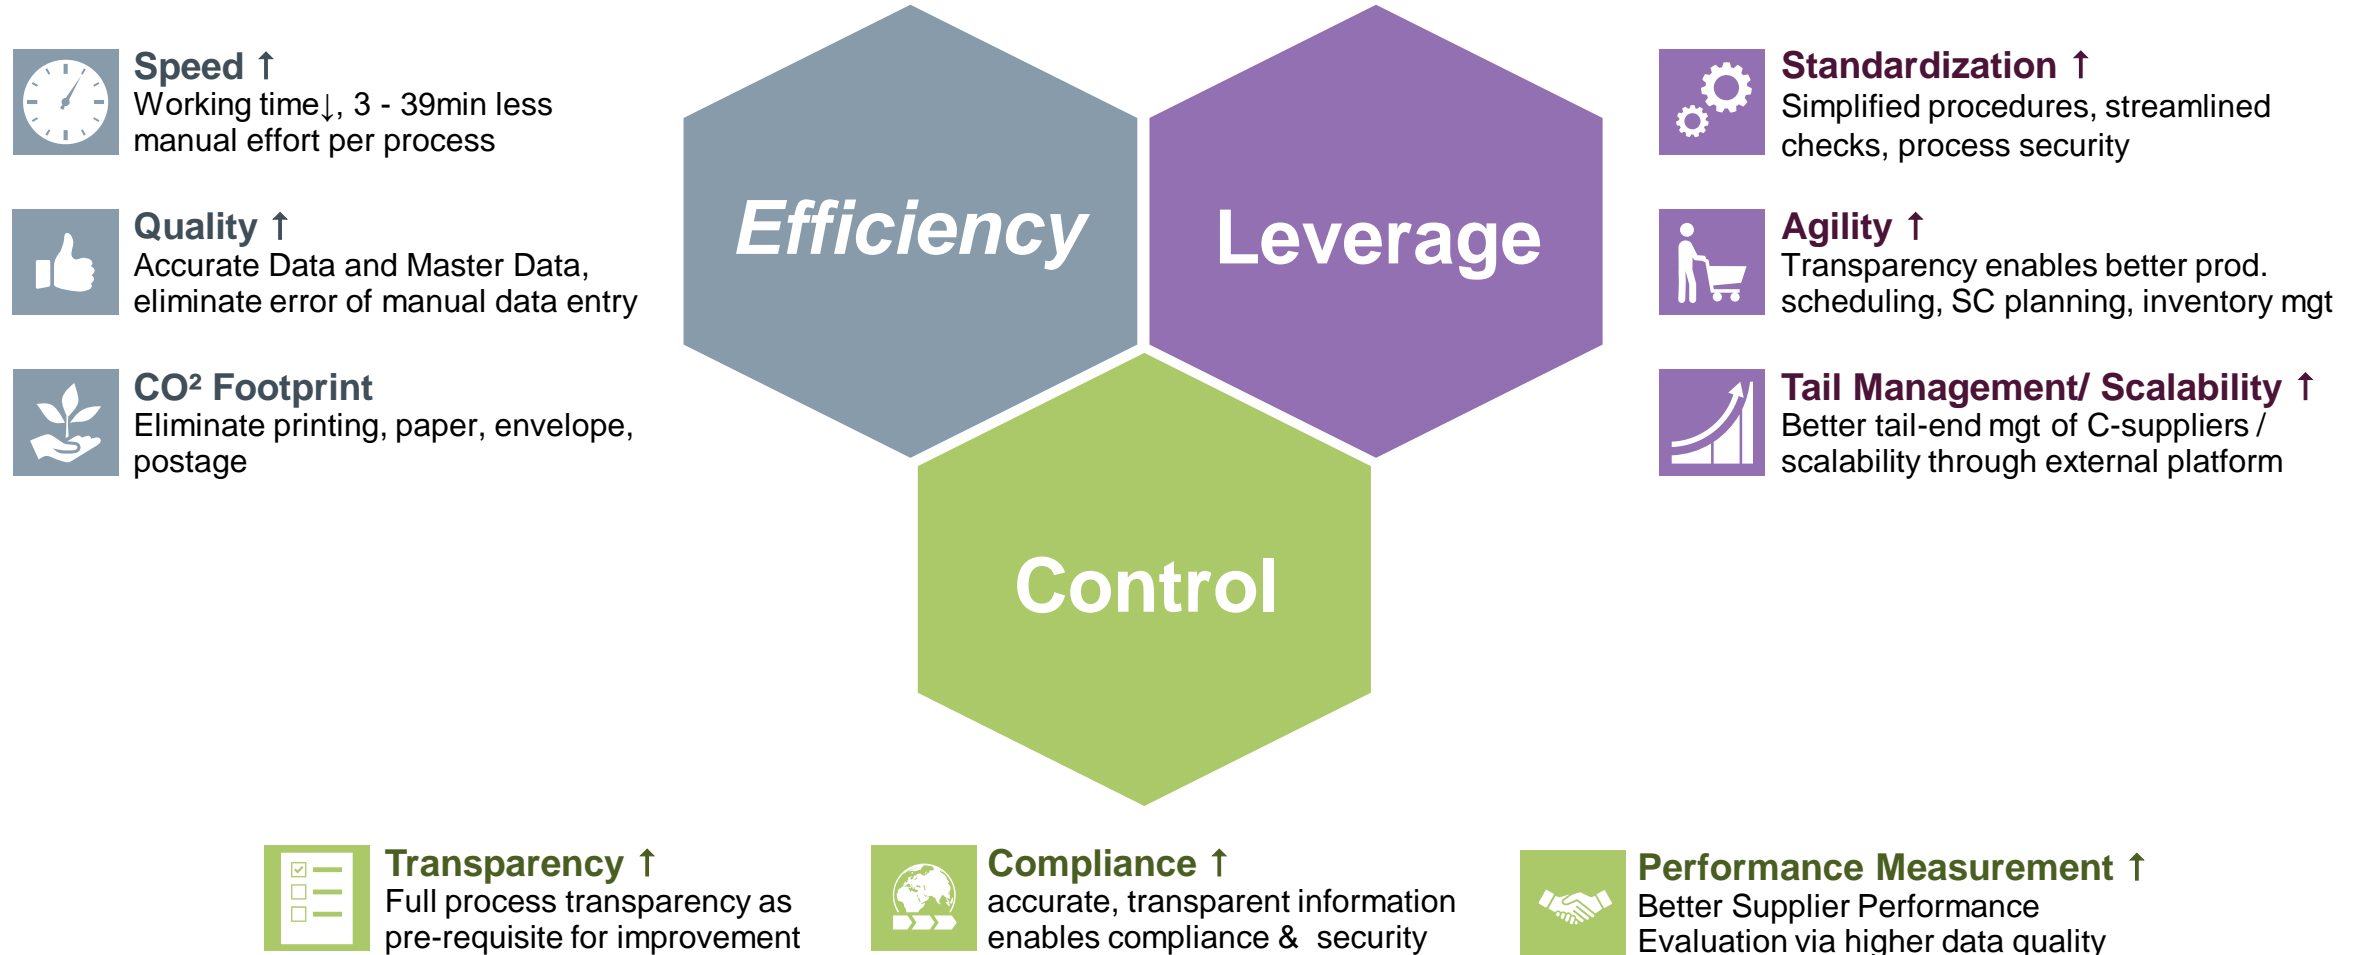 Speed ↑
Working time↓, 3 - 39min less
manual effort per process
Quality ↑
Accurate Data and Master Data,
eliminate error of manual data entry
CO² Footprint
Eliminate printing, paper, envelope,
postage
Efficiency
Leverage
Control
Standardization ↑
Simplified procedures, streamlined
checks, process security
Agility ↑
Transparency enables better prod.
scheduling, SC planning, inventory mgt
Tail Management/ Scalability ↑
Better tail-end mgt of C-suppliers /
scalability through external platform
Transparency ↑
Full process transparency as
pre-requisite for improvement
Compliance ↑
accurate, transparent information
enables compliance & security
Performance Measurement ↑
Better Supplier Performance
Evaluation via higher data quality